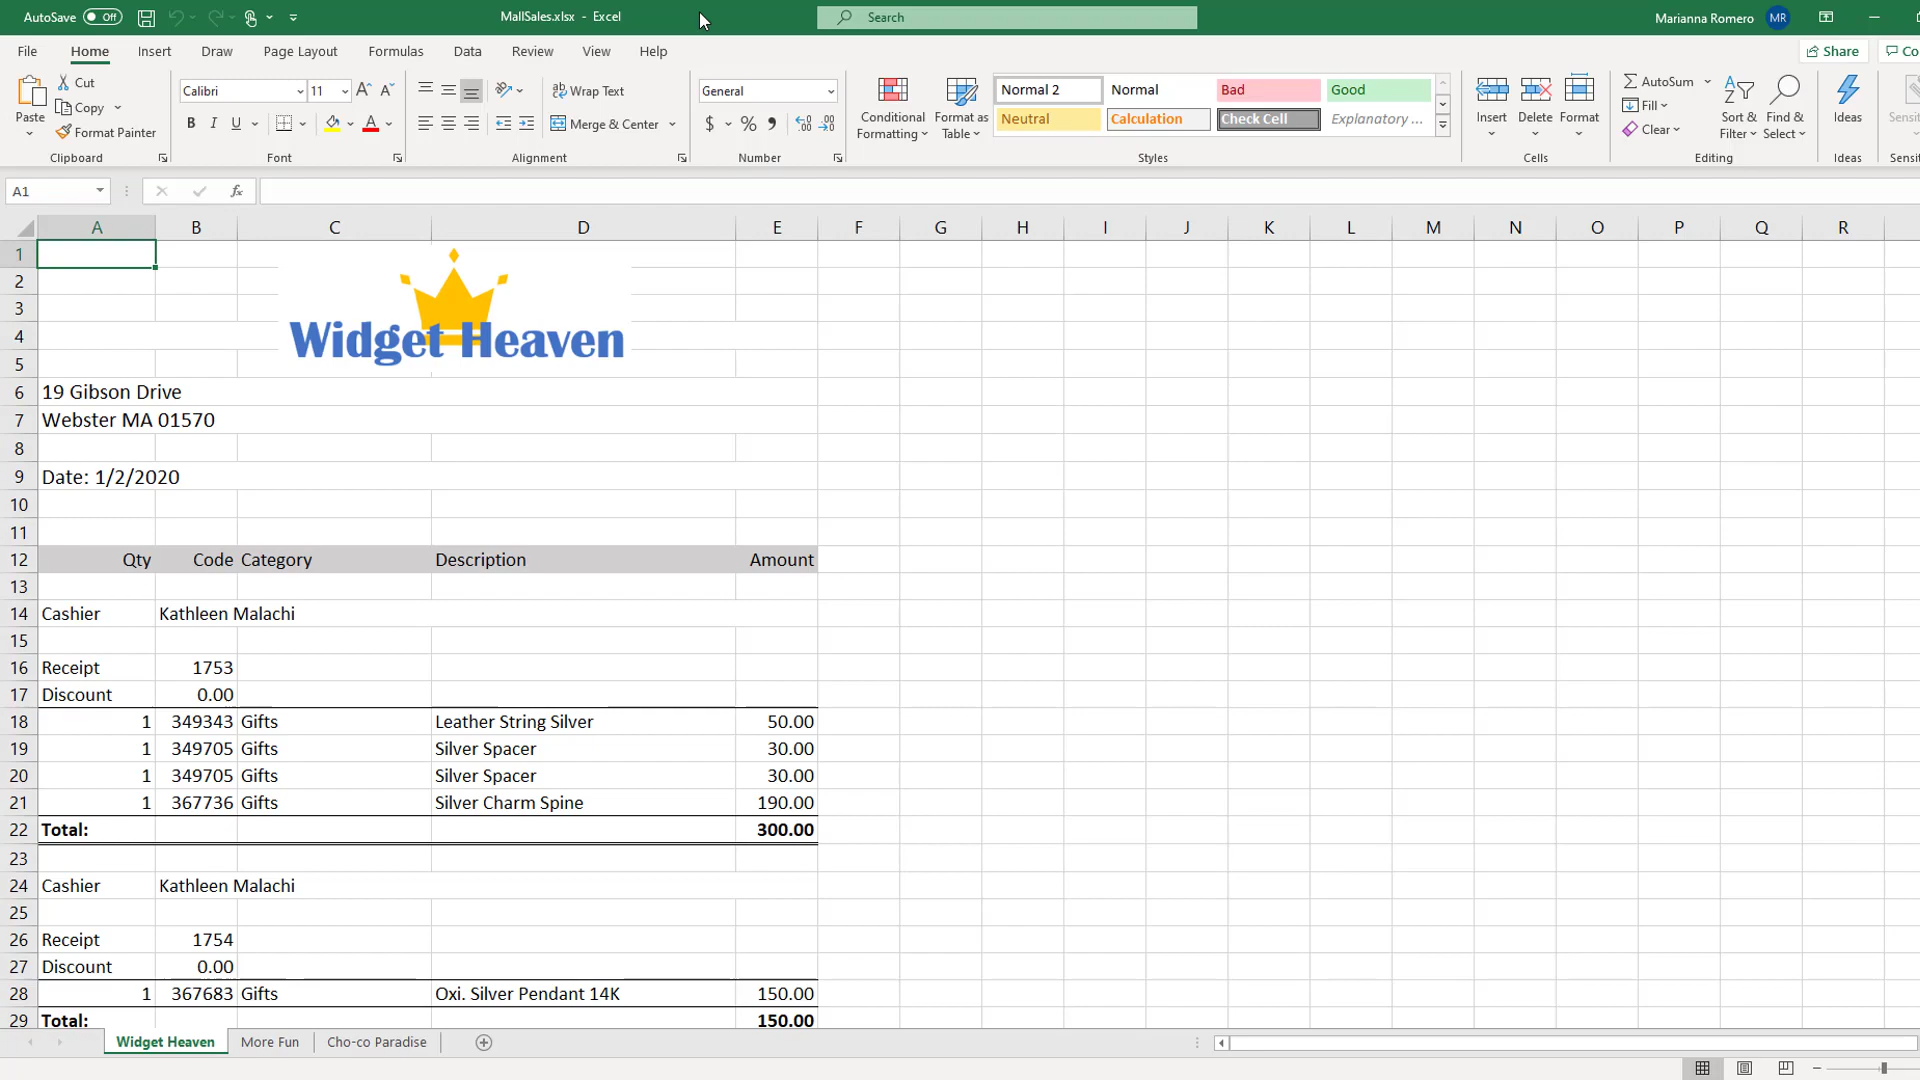 AutoSave Off MallSales.xlsx - Excel Search Marianna Romero MR
File Home Insert Draw Page Layout Formulas Data Review View Help Share Co
Paste Cut Copy Format Painter Clipboard
Calibri 11 B I U A Font
Wrap Text Merge & Center Alignment
General $ % Number
Conditional Formatting Format as Table
Normal 2 Normal Bad Good
Neutral Calculation Check Cell Explanatory ...
Styles
Insert Delete Format Cells
AutoSum Fill Clear Sort & Filter Find & Select Editing
Ideas Ideas
Sensiti Sensi
A1 fx
A B C D E F G H I J K L M N O P Q R
1
2
3
4 Widget Heaven
5
6 19 Gibson Drive
7 Webster MA 01570
8
9 Date: 1/2/2020
10
11
12 Qty Code Category Description Amount
13
14 Cashier Kathleen Malachi
15
16 Receipt 1753
17 Discount 0.00
18 1 349343 Gifts Leather String Silver 50.00
19 1 349705 Gifts Silver Spacer 30.00
20 1 349705 Gifts Silver Spacer 30.00
21 1 367736 Gifts Silver Charm Spine 190.00
22 Total: 300.00
23
24 Cashier Kathleen Malachi
25
26 Receipt 1754
27 Discount 0.00
28 1 367683 Gifts Oxi. Silver Pendant 14K 150.00
29 Total: 150.00
Widget Heaven More Fun Cho-co Paradise